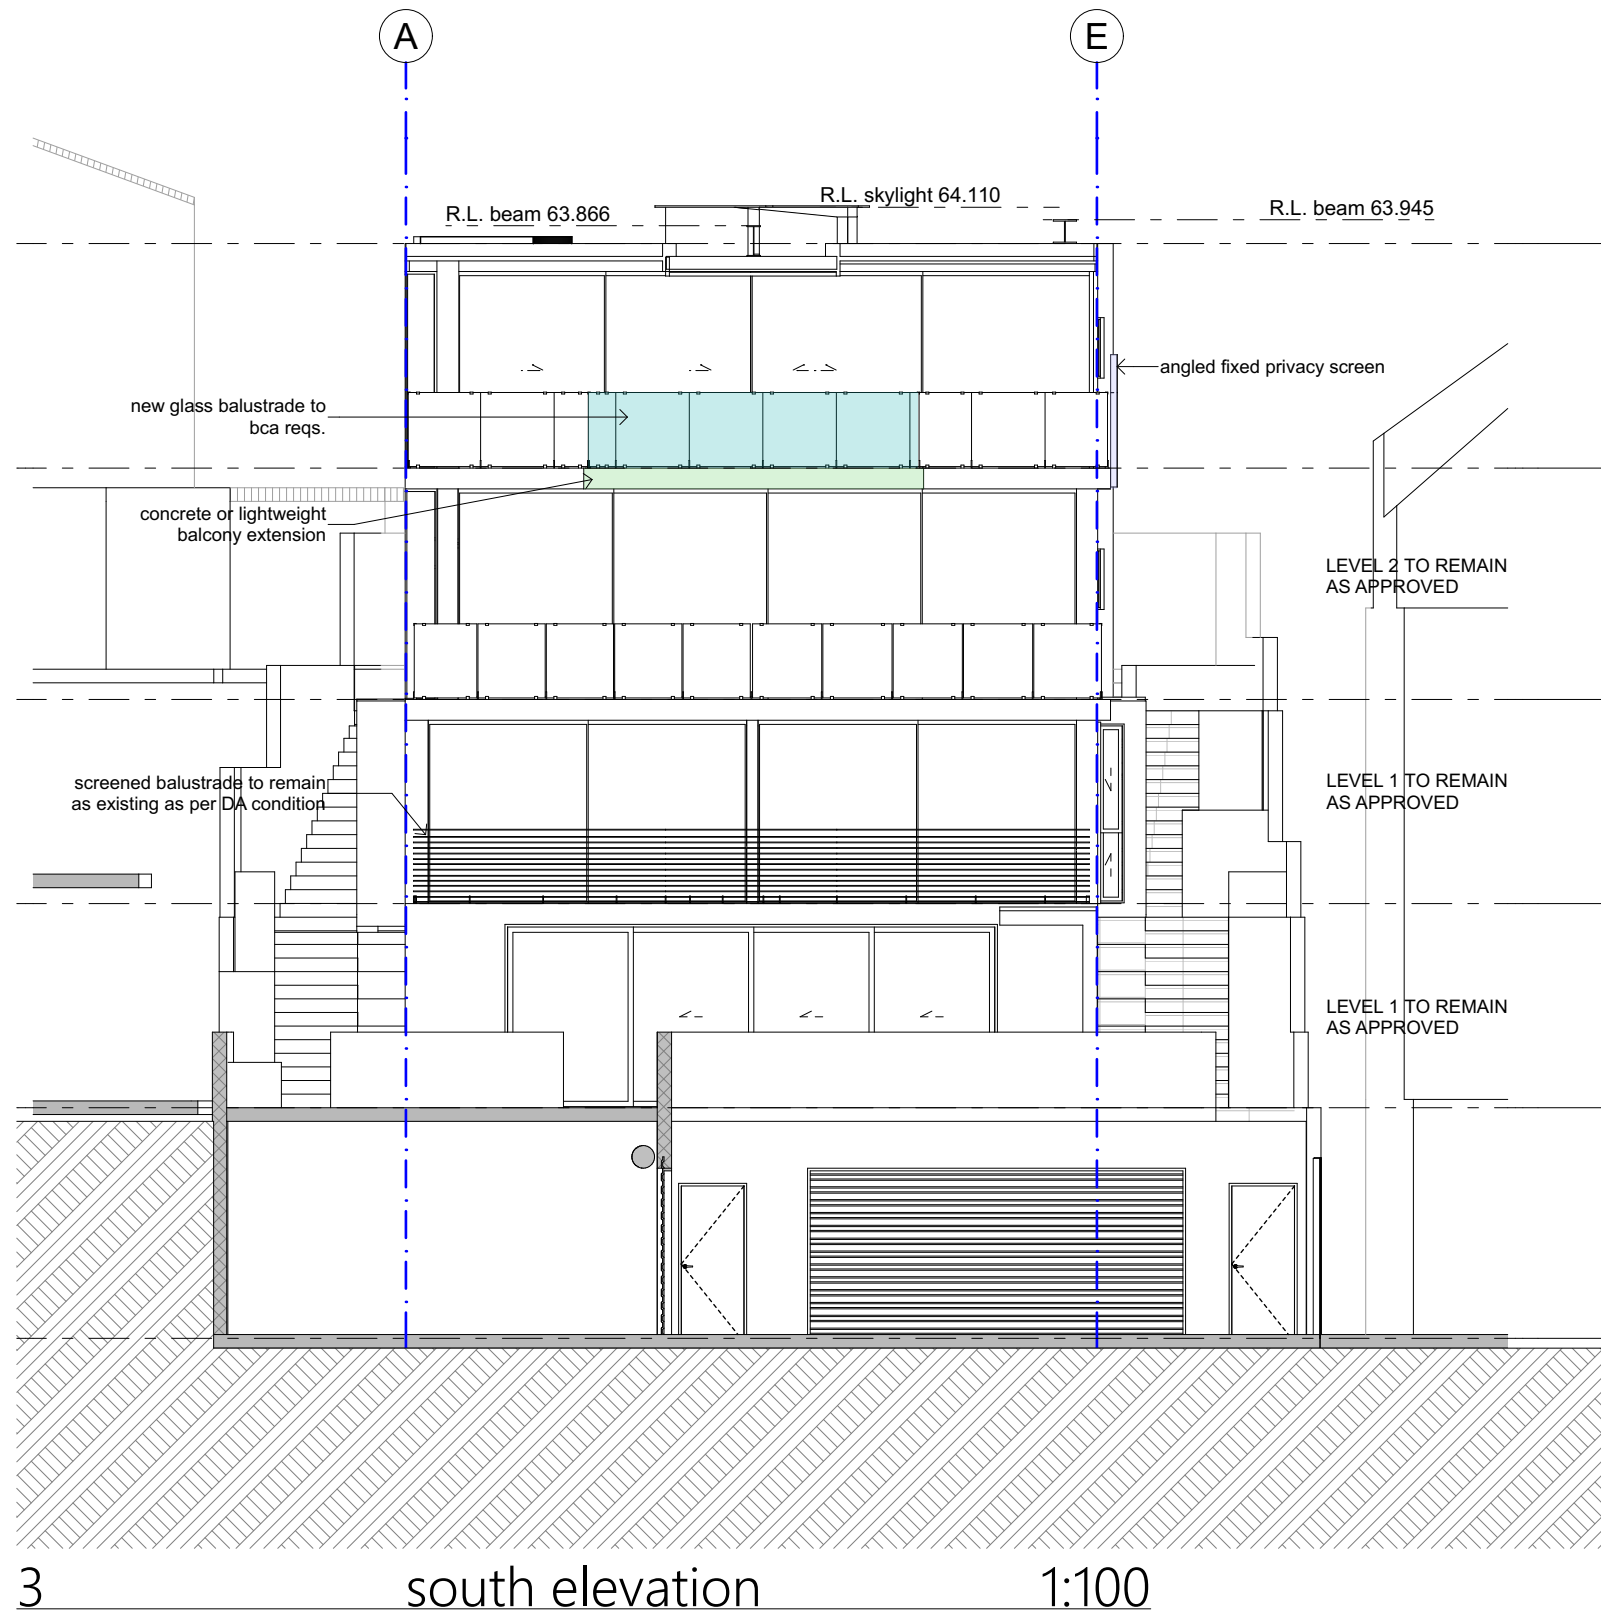 A
E
R.L. skylight 64.110
R.L. beam 63.866
R.L. beam 63.945
angled fixed privacy screen
new glass balustrade to
bca reqs.
concrete or lightweight
balcony extension
LEVEL 2 TO REMAIN
AS APPROVED
screened balustrade to remain
as existing as per DA condition
LEVEL 1 TO REMAIN
AS APPROVED
LEVEL 1 TO REMAIN
AS APPROVED
3 south elevation 1:100